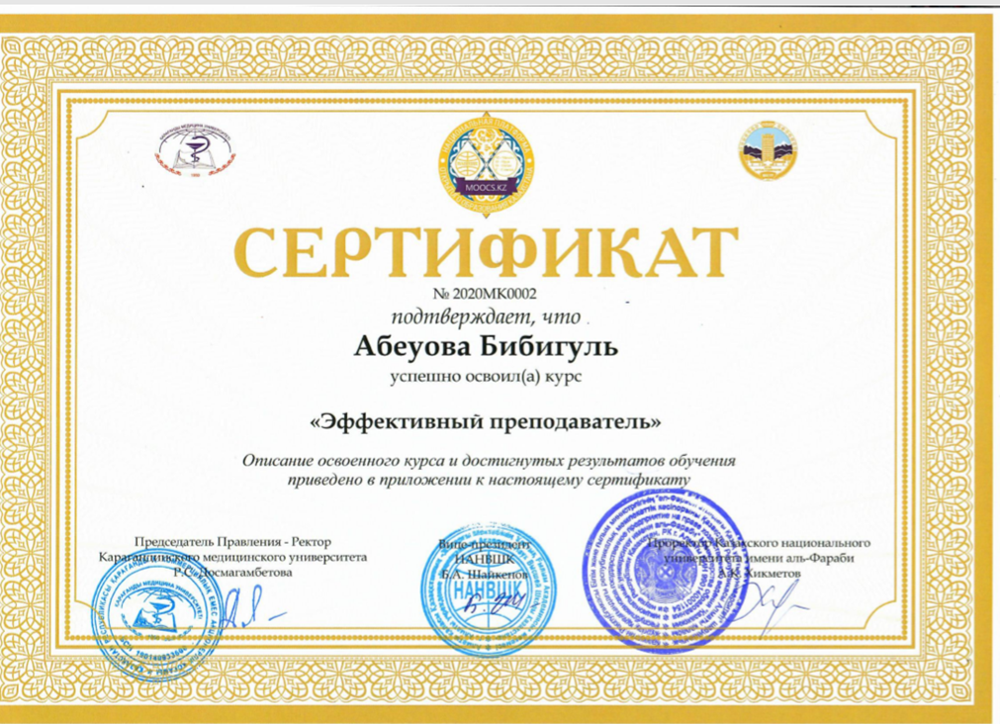 MOOCS.KZ
СЕРТИФИКАТ
№ 2020МК0002
подтверждает, что
Абеуова Бибигуль
успешно освоил(а) курс
«Эффективный преподаватель»
Описание освоенного курса и достигнутых результатов обучения
приведено в приложении к настоящему сертификату
Председатель Правления - Ректор
Карагандинского медицинского университета
Р.С. Досмагамбетова
Вице-президент
НАНВШК
Б.А. Шайкенов
НАНВШК
Проректор Казахского национального
университета имени аль-Фараби
А.К. Хикметов